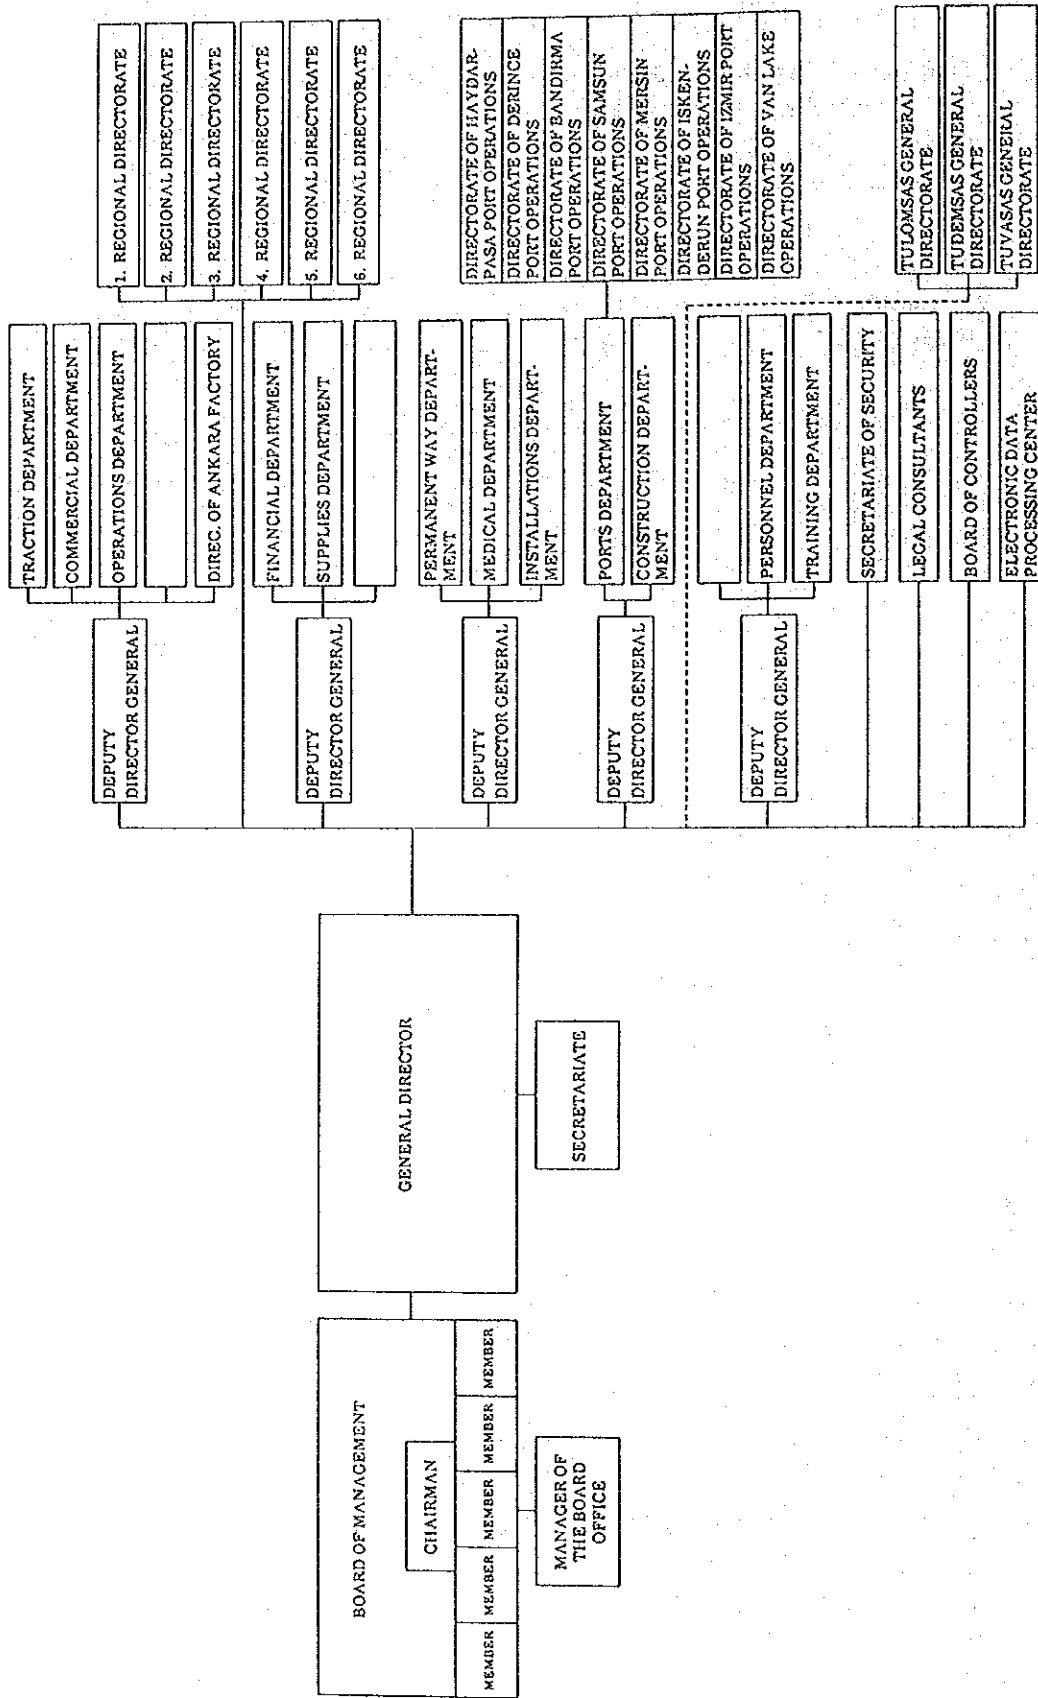 BOARD OF MANAGEMENT
CHAIRMAN
MEMBER
MEMBER
MEMBER
MEMBER
MEMBER
MANAGER OF
THE BOARD
OFFICE
GENERAL DIRECTOR
SECRETARIATE
DEPUTY
DIRECTOR GENERAL
TRACTION DEPARTMENT
COMMERCIAL DEPARTMENT
OPERATIONS DEPARTMENT
DIREC. OF ANKARA FACTORY
1. REGIONAL DIRECTORATE
2. REGIONAL DIRECTORATE
3. REGIONAL DIRECTORATE
4. REGIONAL DIRECTORATE
5. REGIONAL DIRECTORATE
6. REGIONAL DIRECTORATE
DEPUTY
DIRECTOR GENERAL
FINANCIAL DEPARTMENT
SUPPLIES DEPARTMENT
DEPUTY
DIRECTOR GENERAL
PERMANENT WAY DEPART-
MENT
MEDICAL DEPARTMENT
INSTALLATIONS DEPART-
MENT
DEPUTY
DIRECTOR GENERAL
PORTS DEPARTMENT
CONSTRUCTION DEPART-
MENT
DIRECTORATE OF HAYDAR-
PASA PORT OPERATIONS
DIRECTORATE OF DERINCE
PORT OPERATIONS
DIRECTORATE OF BANDIRMA
PORT OPERATIONS
DIRECTORATE OF SAMSUN
PORT OPERATIONS
DIRECTORATE OF MERSIN
PORT OPERATIONS
DIRECTORATE OF ISKEN-
DERUN PORT OPERATIONS
DIRECTORATE OF IZMIR PORT
OPERATIONS
DIRECTORATE OF VAN LAKE
OPERATIONS
DEPUTY
DIRECTOR GENERAL
PERSONNEL DEPARTMENT
TRAINING DEPARTMENT
SECRETARIATE OF SECURITY
LEGAL CONSULTANTS
BOARD OF CONTROLLERS
ELECTRONIC DATA
PROCESSING CENTER
TULOMSAS GENERAL
DIRECTORATE
TUDEMSAS GENERAL
DIRECTORATE
TUVASAS GENERAL
DIRECTORATE